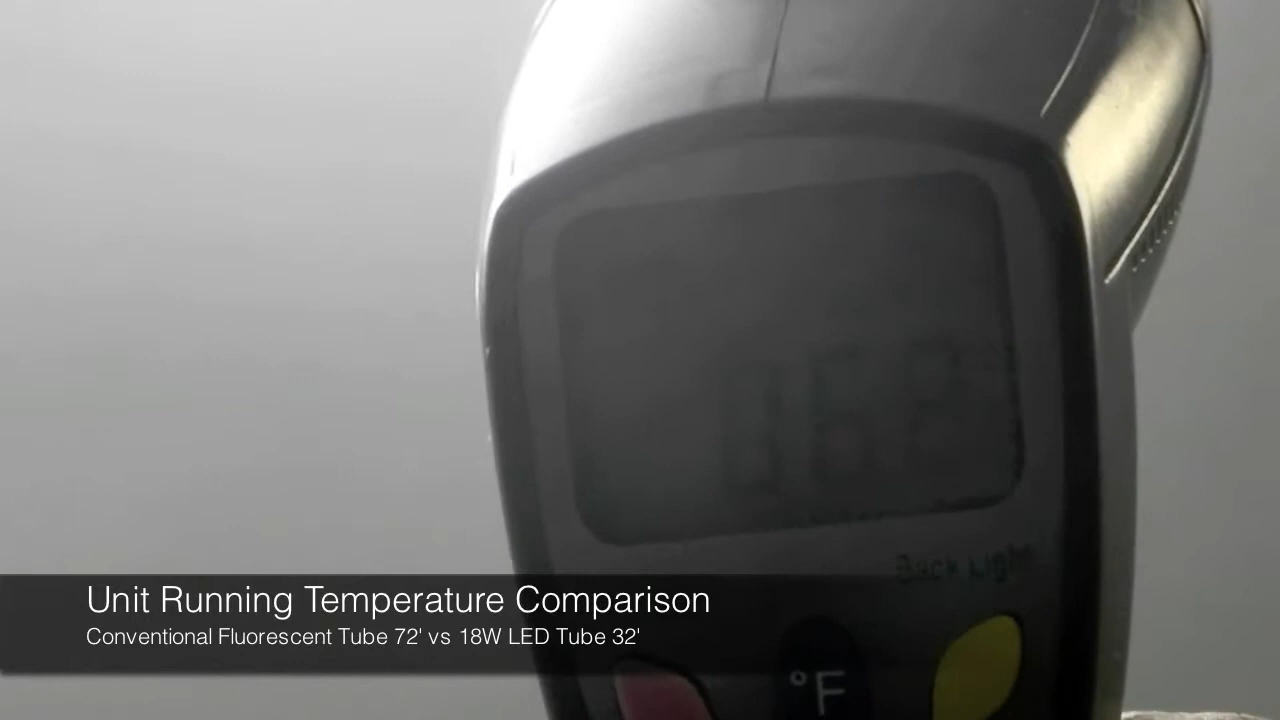 Back Light
Unit Running Temperature Comparison
Conventional Fluorescent Tube 72' vs 18W LED Tube 32'
°F